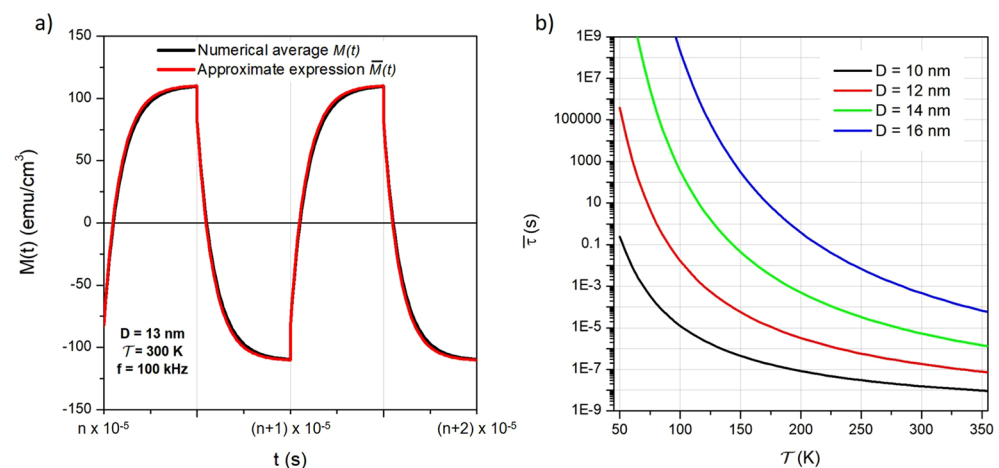 a)
150
100
50
0
-50
-100
-150
M(t) (emu/cm³)
Numerical average M(t)
Approximate expression M̅(t)
D = 13 nm
𝒯 = 300 K
f = 100 kHz
n x 10⁻⁵
(n+1) x 10⁻⁵
(n+2) x 10⁻⁵
t (s)
b)
1E9
1E7
100000
1000
10
0.1
1E-3
1E-5
1E-7
1E-9
τ̅ (s)
D = 10 nm
D = 12 nm
D = 14 nm
D = 16 nm
50
100
150
200
250
300
350
𝒯 (K)